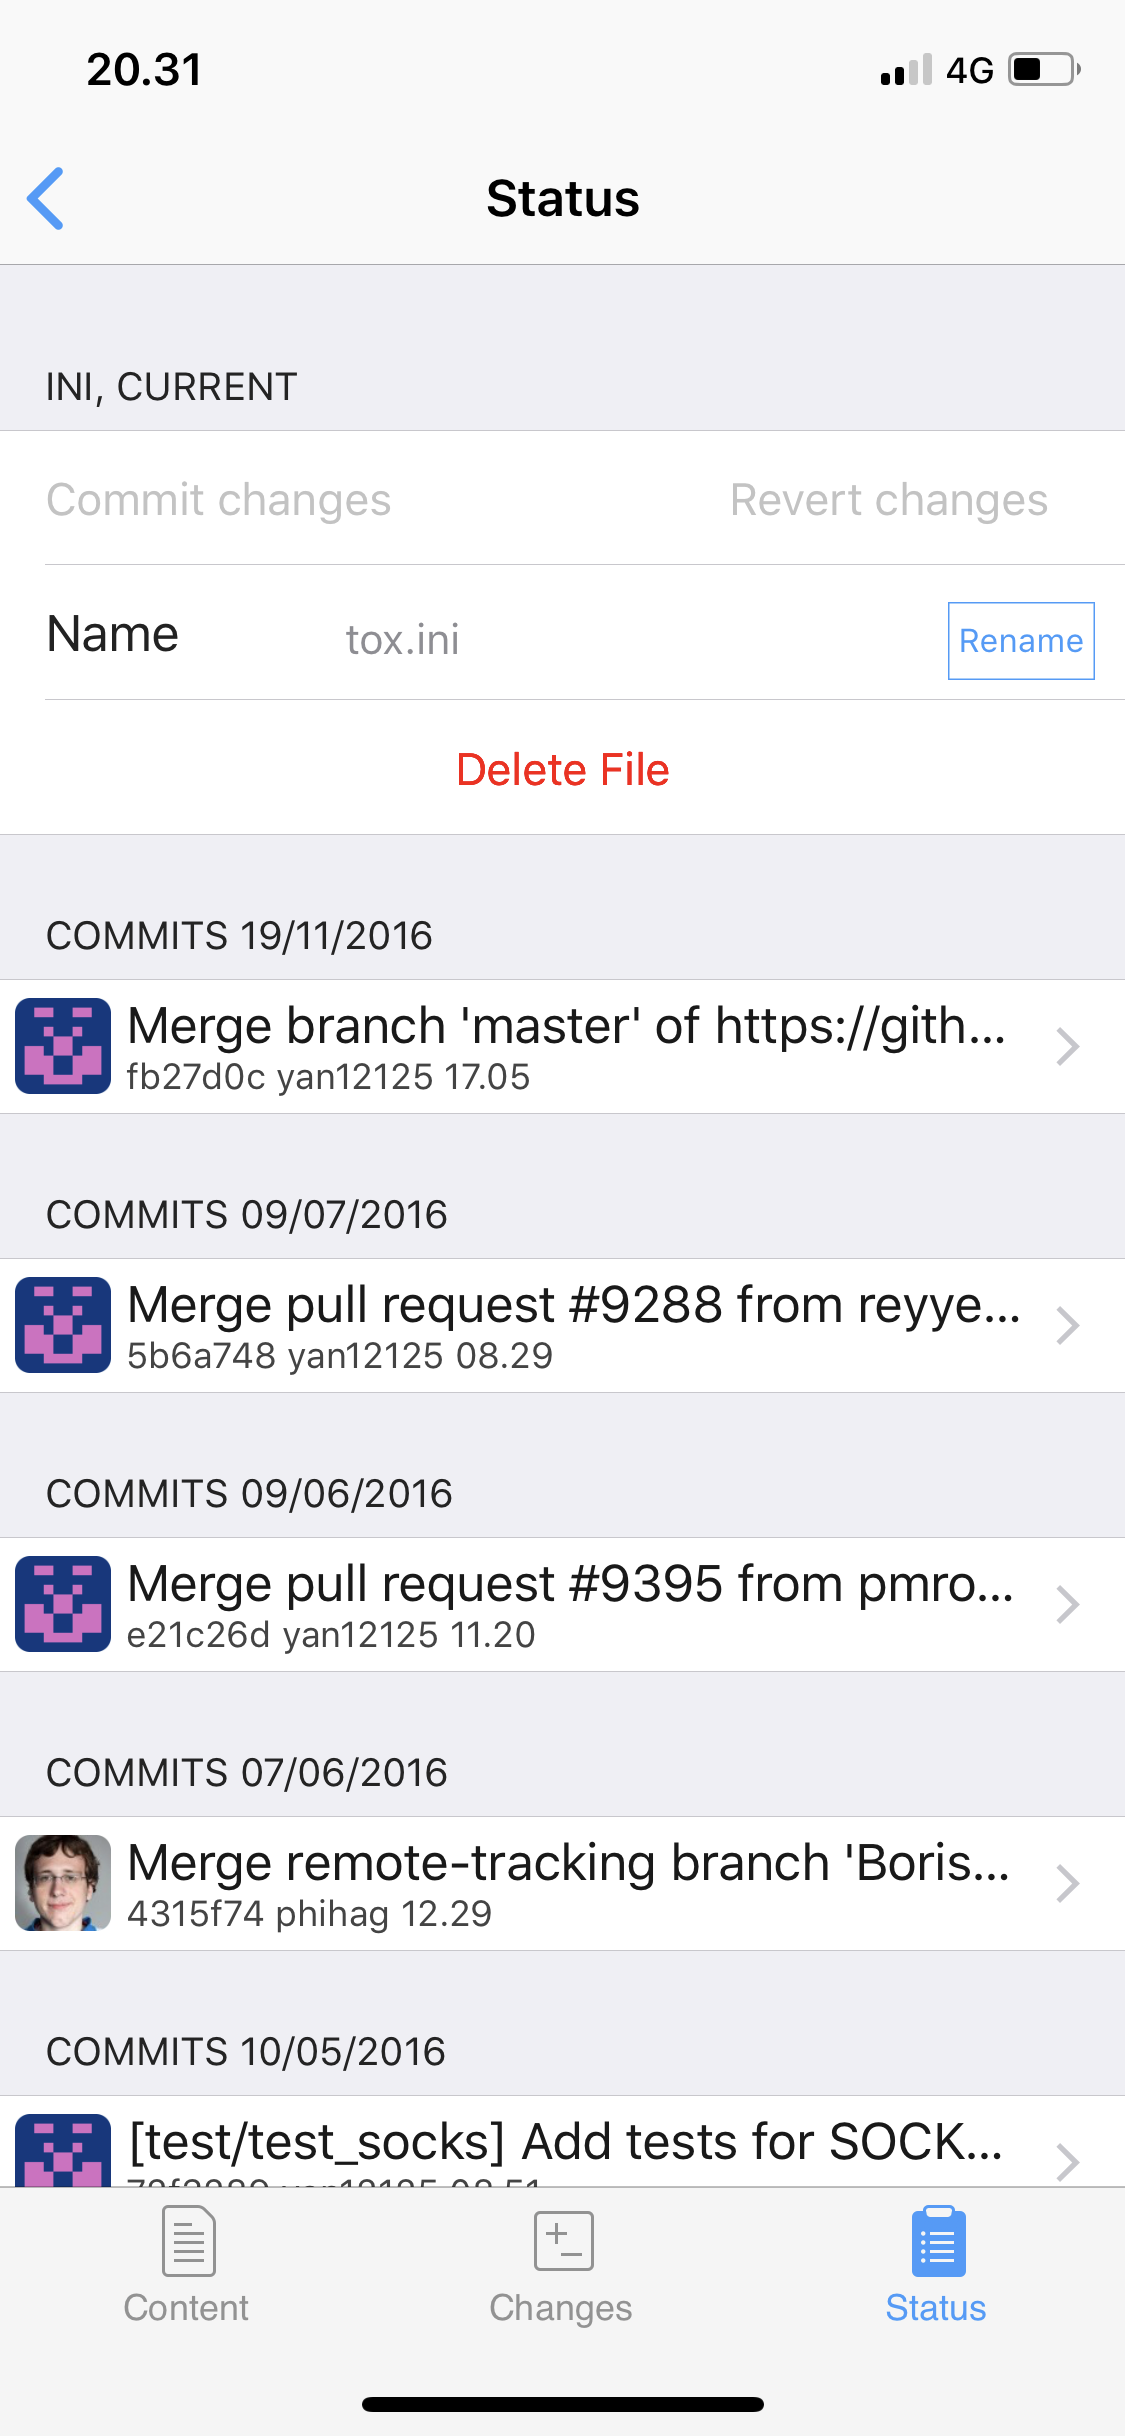 20.31
4G
Status
INI, CURRENT
Commit changes Revert changes
Name tox.ini Rename
Delete File
COMMITS 19/11/2016
Merge branch 'master' of https://gith...
fb27d0c yan12125 17.05
COMMITS 09/07/2016
Merge pull request #9288 from reyye...
5b6a748 yan12125 08.29
COMMITS 09/06/2016
Merge pull request #9395 from pmro...
e21c26d yan12125 11.20
COMMITS 07/06/2016
Merge remote-tracking branch 'Boris...
4315f74 phihag 12.29
COMMITS 10/05/2016
[test/test_socks] Add tests for SOCK...
Content Changes Status